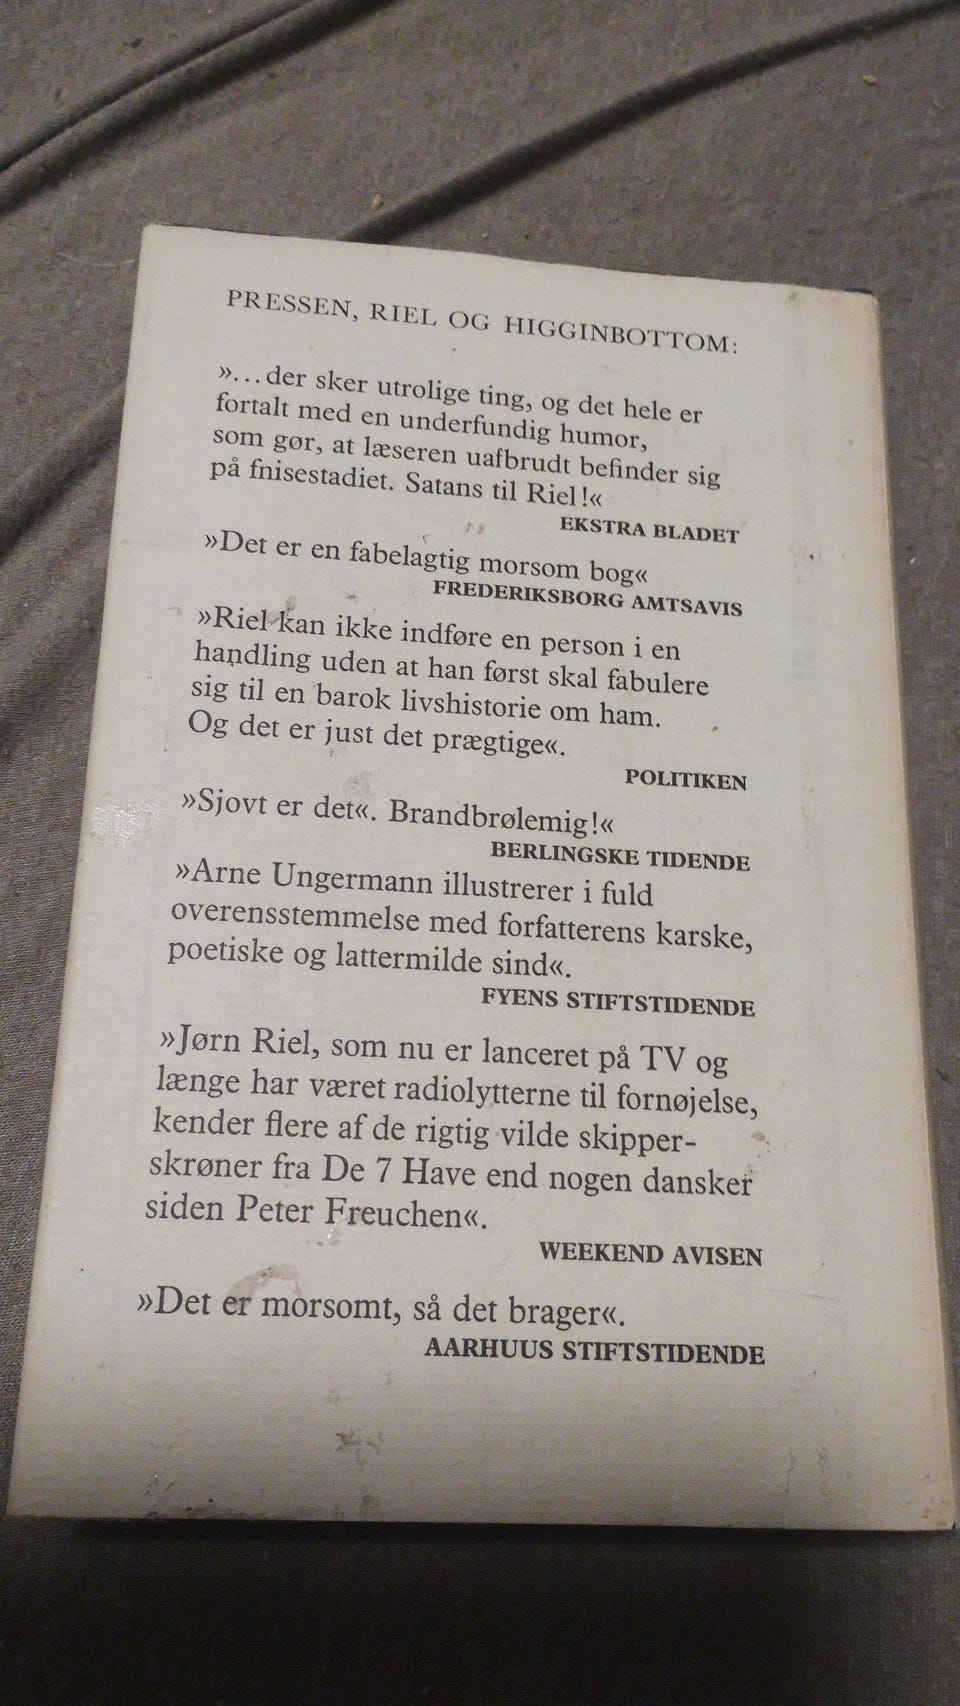 PRESSEN, RIEL OG HIGGINBOTTOM:
»...der sker utrolige ting, og det hele er
fortalt med en underfundig humor,
som gør, at læseren uafbrudt befinder sig
på fnisestadiet. Satans til Riel!«
EKSTRA BLADET
»Det er en fabelagtig morsom bog«
FREDERIKSBORG AMTSAVIS
»Riel kan ikke indføre en person i en
handling uden at han først skal fabulere
sig til en barok livshistorie om ham.
Og det er just det prægtige«.
POLITIKEN
»Sjovt er det«. Brandbrølemig!«
BERLINGSKE TIDENDE
»Arne Ungermann illustrerer i fuld
overensstemmelse med forfatterens karske,
poetiske og lattermilde sind«.
FYENS STIFTSTIDENDE
»Jørn Riel, som nu er lanceret på TV og
længe har været radiolytterne til fornøjelse,
kender flere af de rigtig vilde skipper-
skrøner fra De 7 Have end nogen dansker
siden Peter Freuchen«.
WEEKEND AVISEN
»Det er morsomt, så det brager«.
AARHUUS STIFTSTIDENDE